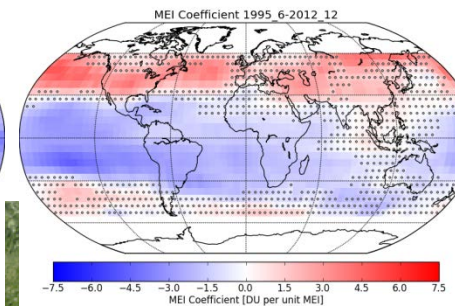 MEI Coefficient 1995_6-2012_12
−7.5 −6.0 −4.5 −3.0 −1.5 0.0 1.5 3.0 4.5 6.0 7.5
MEI Coefficient [DU per unit MEI]